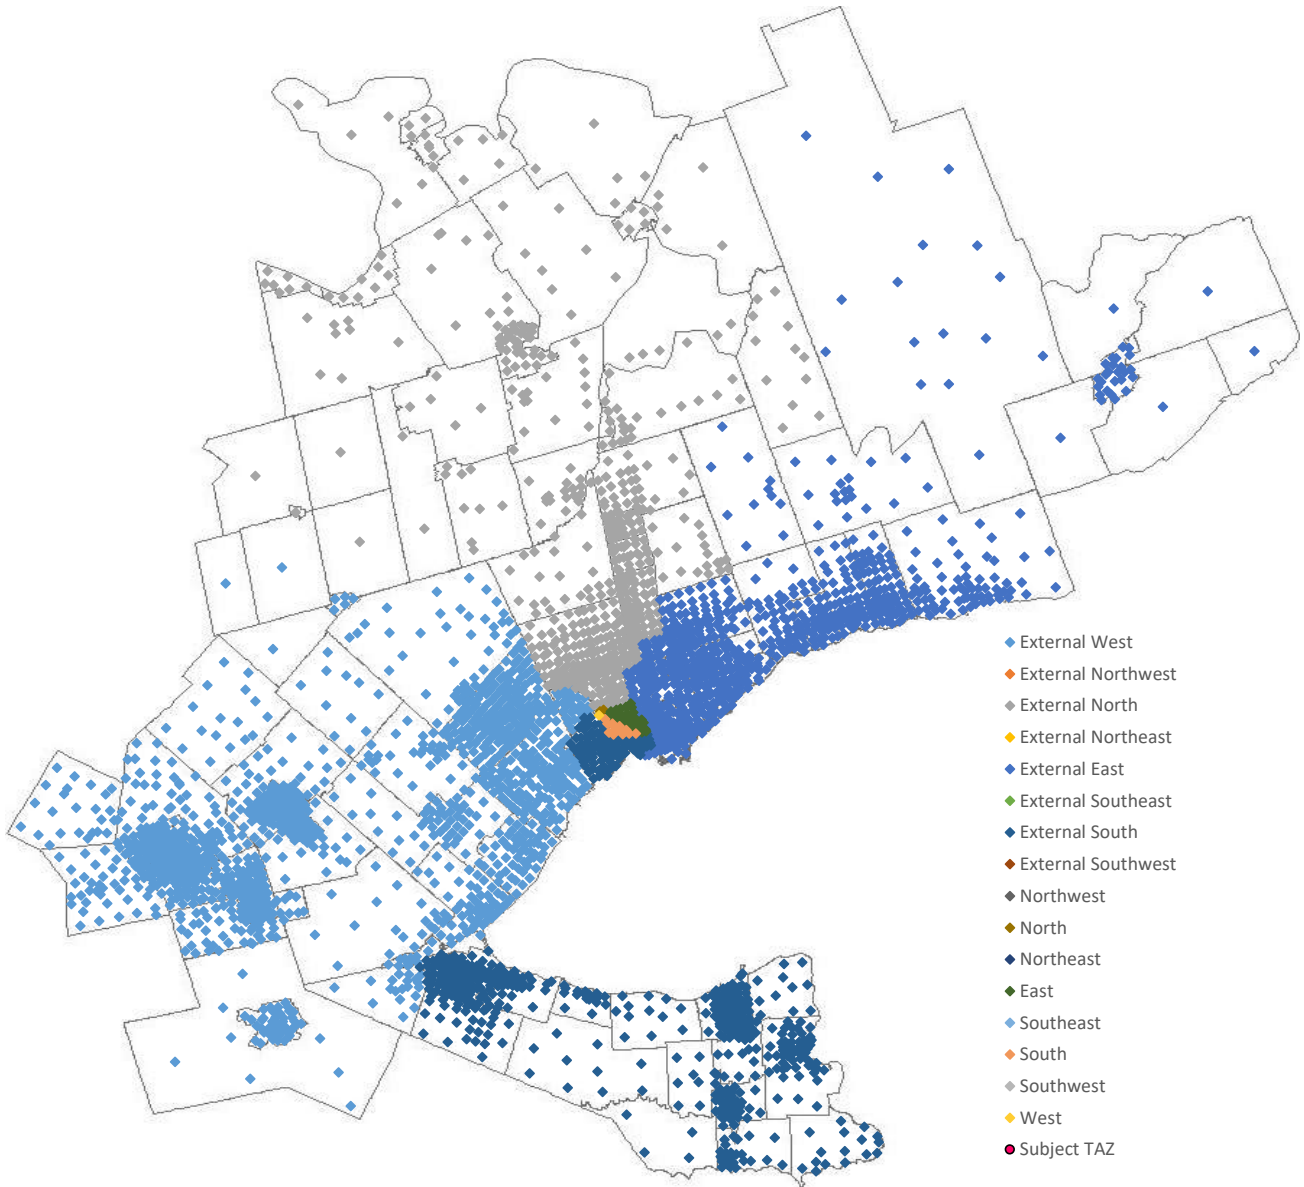 External West
External Northwest
External North
External Northeast
External East
External Southeast
External South
External Southwest
Northwest
North
Northeast
East
Southeast
South
Southwest
West
Subject TAZ